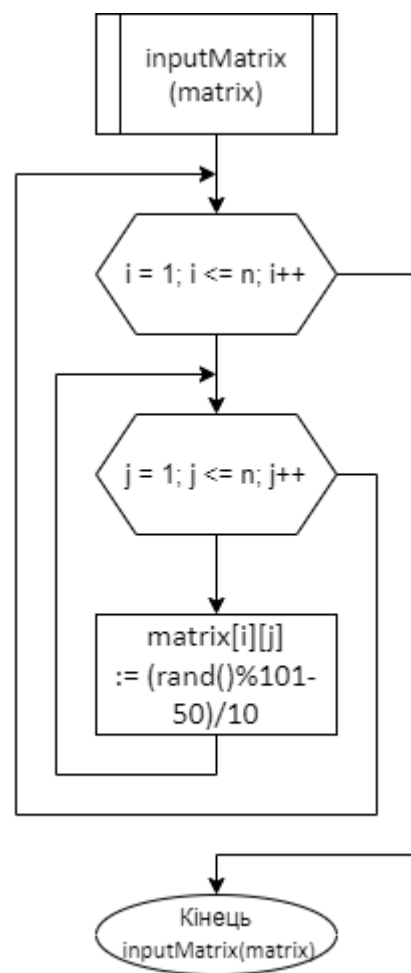 inputMatrix
(matrix)
i = 1; i <= n; i++
j = 1; j <= n; j++
matrix[i][j]
:= (rand()%101-
50)/10
Кінець
inputMatrix(matrix)